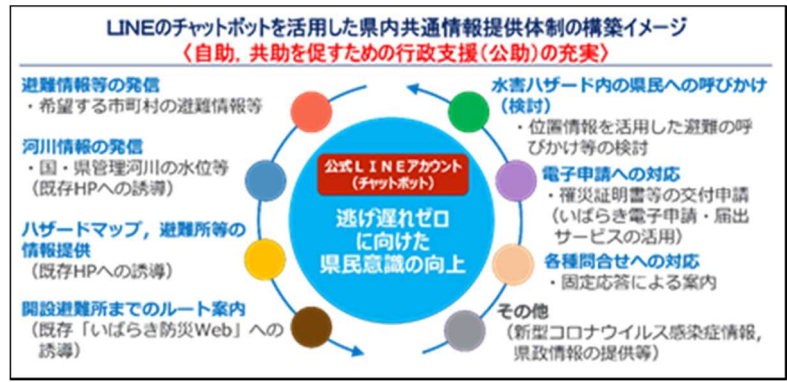 LINEのチャットボットを活用した県内共通情報提供体制の構築イメージ
〈自助，共助を促すための行政支援（公助）の充実〉
避難情報等の発信
・希望する市町村の避難情報等
河川情報の発信
・国・県管理河川の水位等
（既存HPへの誘導）
ハザードマップ，避難所等の
情報提供
（既存HPへの誘導）
開設避難所までのルート案内
（既存「いばらき防災Web」への
誘導）
公式LINEアカウント
（チャットボット）
逃げ遅れゼロ
に向けた
県民意識の向上
水害ハザード内の県民への呼びかけ
（検討）
・位置情報を活用した避難の呼
びかけ等の検討
電子申請への対応
・罹災証明書等の交付申請
（いばらき電子申請・届出
サービスの活用）
各種問合せへの対応
・固定応答による案内
その他
（新型コロナウイルス感染症情報，
県政情報の提供等）